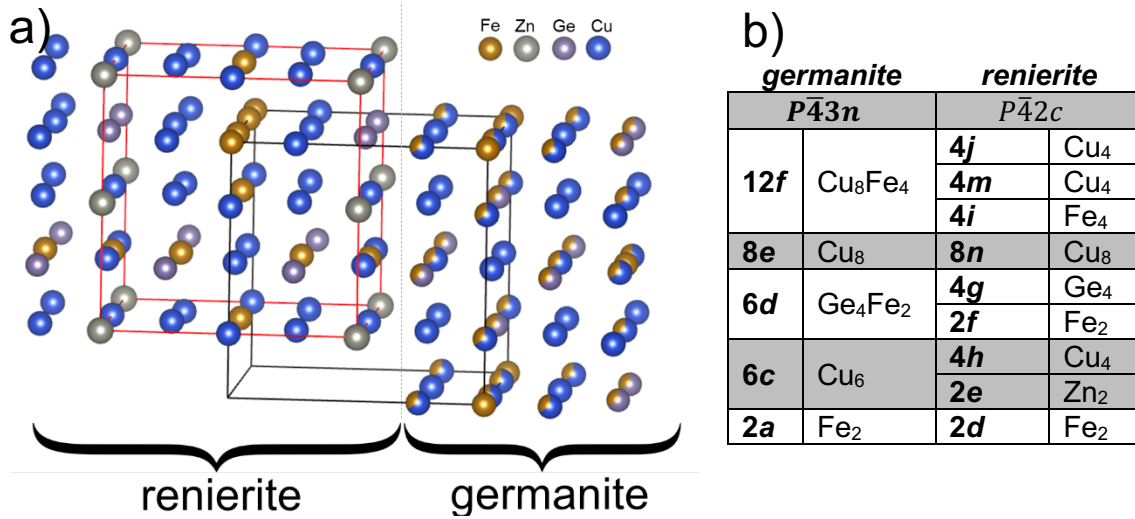 a)
Fe Zn Ge Cu
renierite germanite
b)
germanite renierite
P4̅3n P4̅2c
12f Cu8Fe4 4j Cu4
4m Cu4
4i Fe4
8e Cu8 8n Cu8
6d Ge4Fe2 4g Ge4
2f Fe2
6c Cu6 4h Cu4
2e Zn2
2a Fe2 2d Fe2